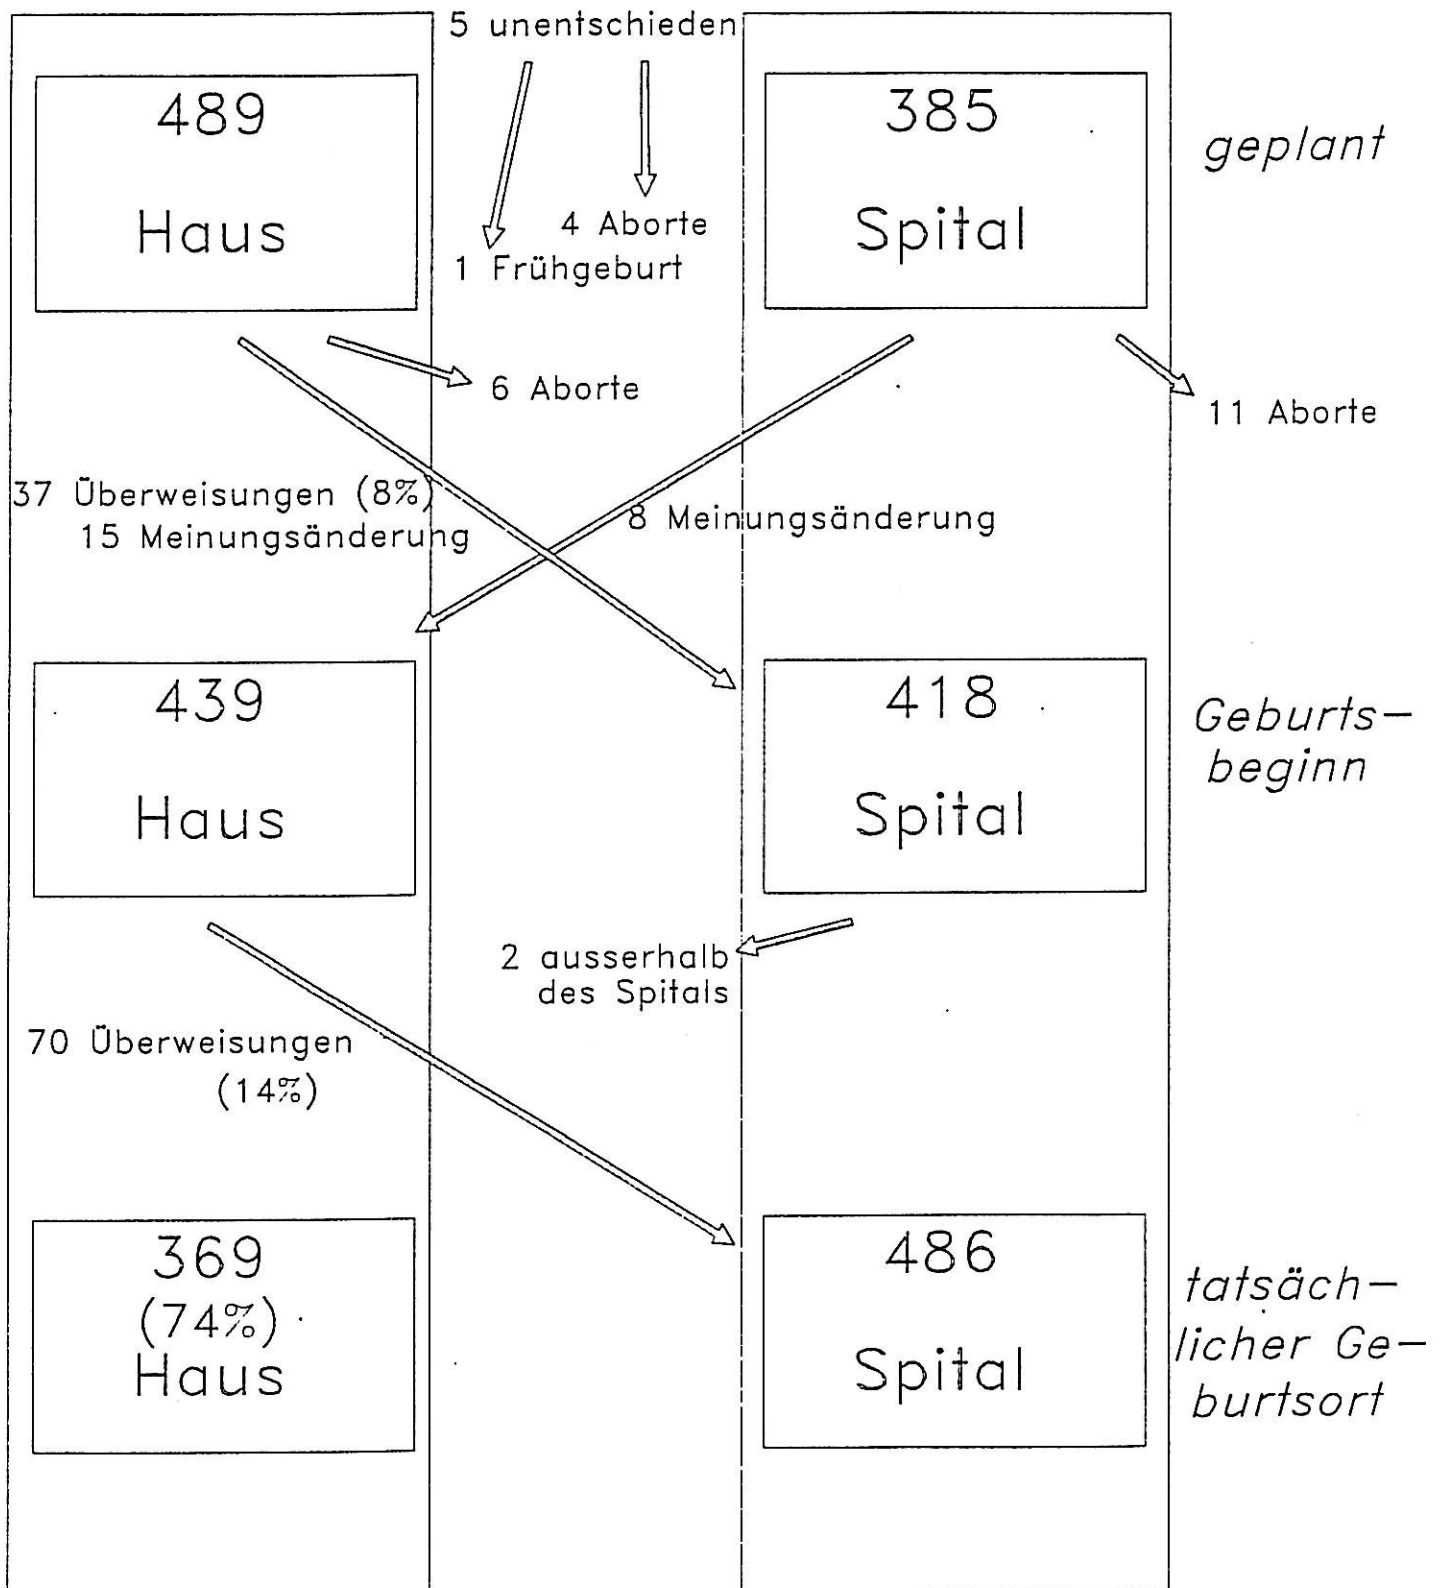 5 unentschieden
489
Haus
385
Spital
geplant
4 Aborte
1 Frühgeburt
6 Aborte
11 Aborte
37 Überweisungen (8%)
15 Meinungsänderung
8 Meinungsänderung
439
Haus
418
Spital
Geburts-
beginn
2 ausserhalb
des Spitals
70 Überweisungen
(14%)
369
(74%)
Haus
486
Spital
tatsäch-
licher Ge-
burtsort